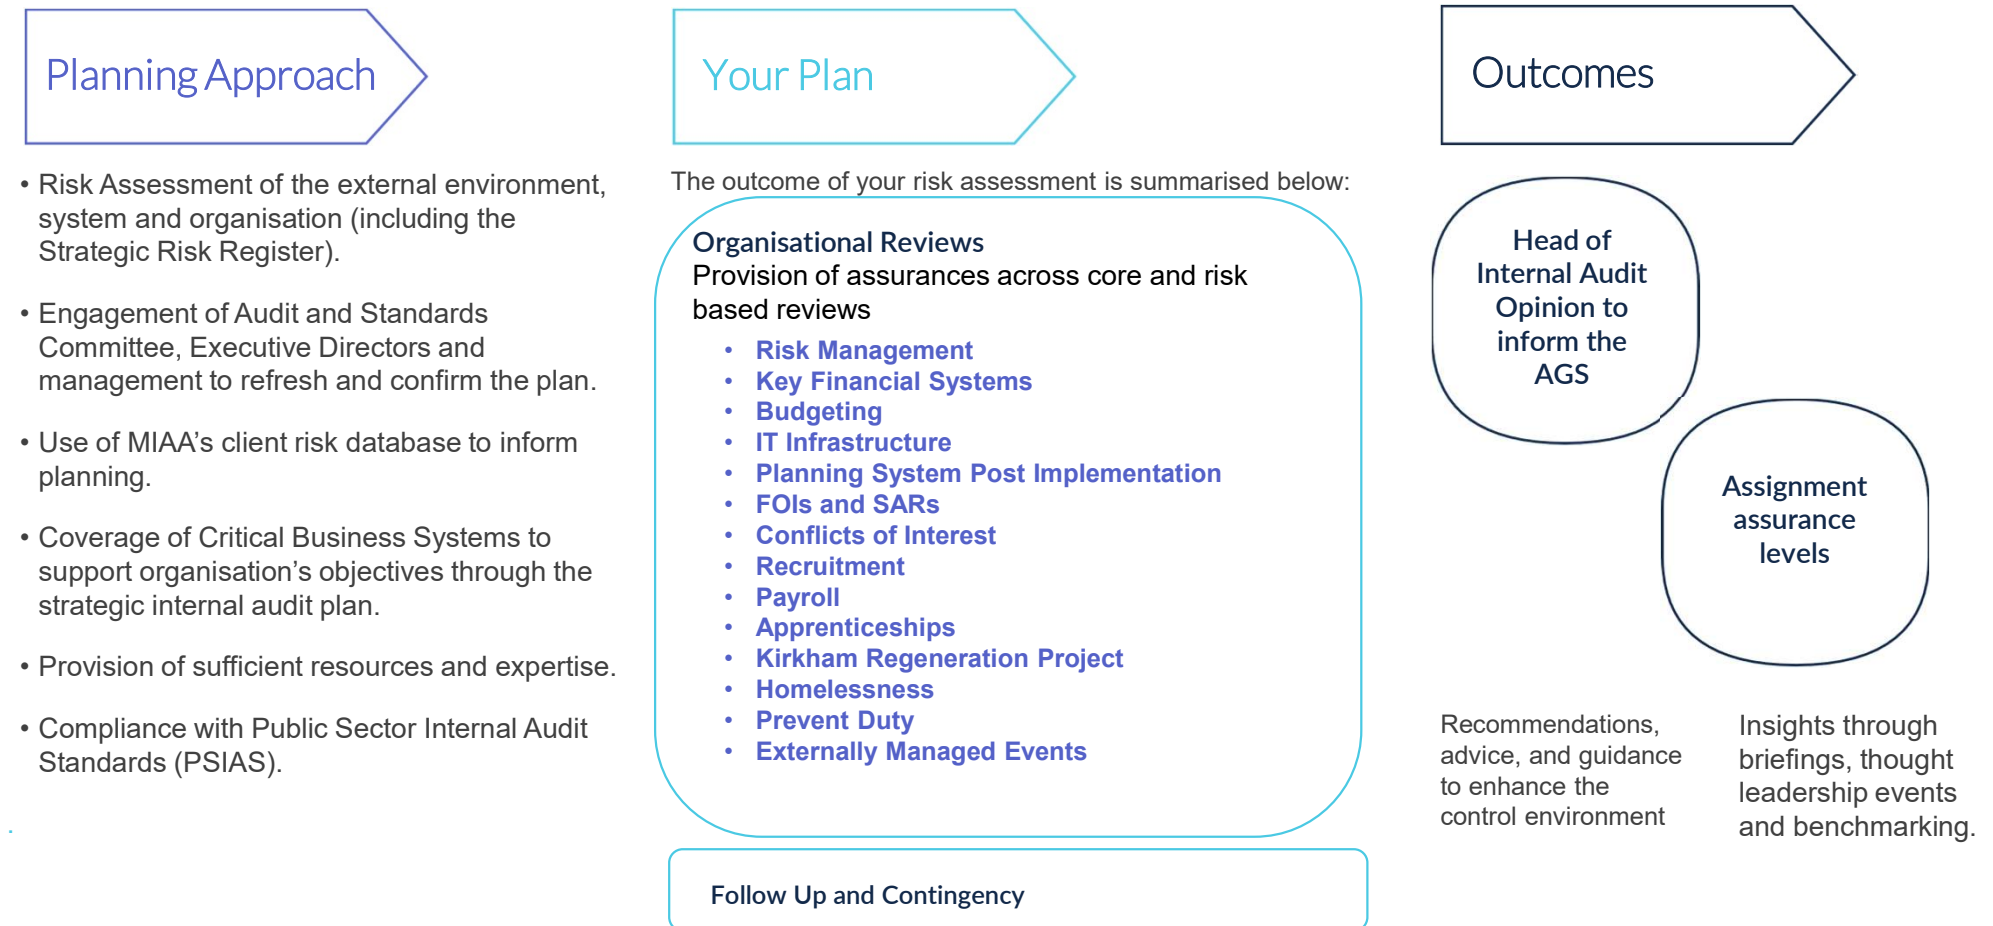 Planning Approach
• Risk Assessment of the external environment,
system and organisation (including the
Strategic Risk Register).
• Engagement of Audit and Standards
Committee, Executive Directors and
management to refresh and confirm the plan.
• Use of MIAA’s client risk database to inform
planning.
• Coverage of Critical Business Systems to
support organisation’s objectives through the
strategic internal audit plan.
• Provision of sufficient resources and expertise.
• Compliance with Public Sector Internal Audit
Standards (PSIAS).
Your Plan
The outcome of your risk assessment is summarised below:
Organisational Reviews
Provision of assurances across core and risk
based reviews
• Risk Management
• Key Financial Systems
• Budgeting
• IT Infrastructure
• Planning System Post Implementation
• FOIs and SARs
• Conflicts of Interest
• Recruitment
• Payroll
• Apprenticeships
• Kirkham Regeneration Project
• Homelessness
• Prevent Duty
• Externally Managed Events
Follow Up and Contingency
Outcomes
Head of
Internal Audit
Opinion to
inform the
AGS
Assignment
assurance
levels
Recommendations,
advice, and guidance
to enhance the
control environment
Insights through
briefings, thought
leadership events
and benchmarking.